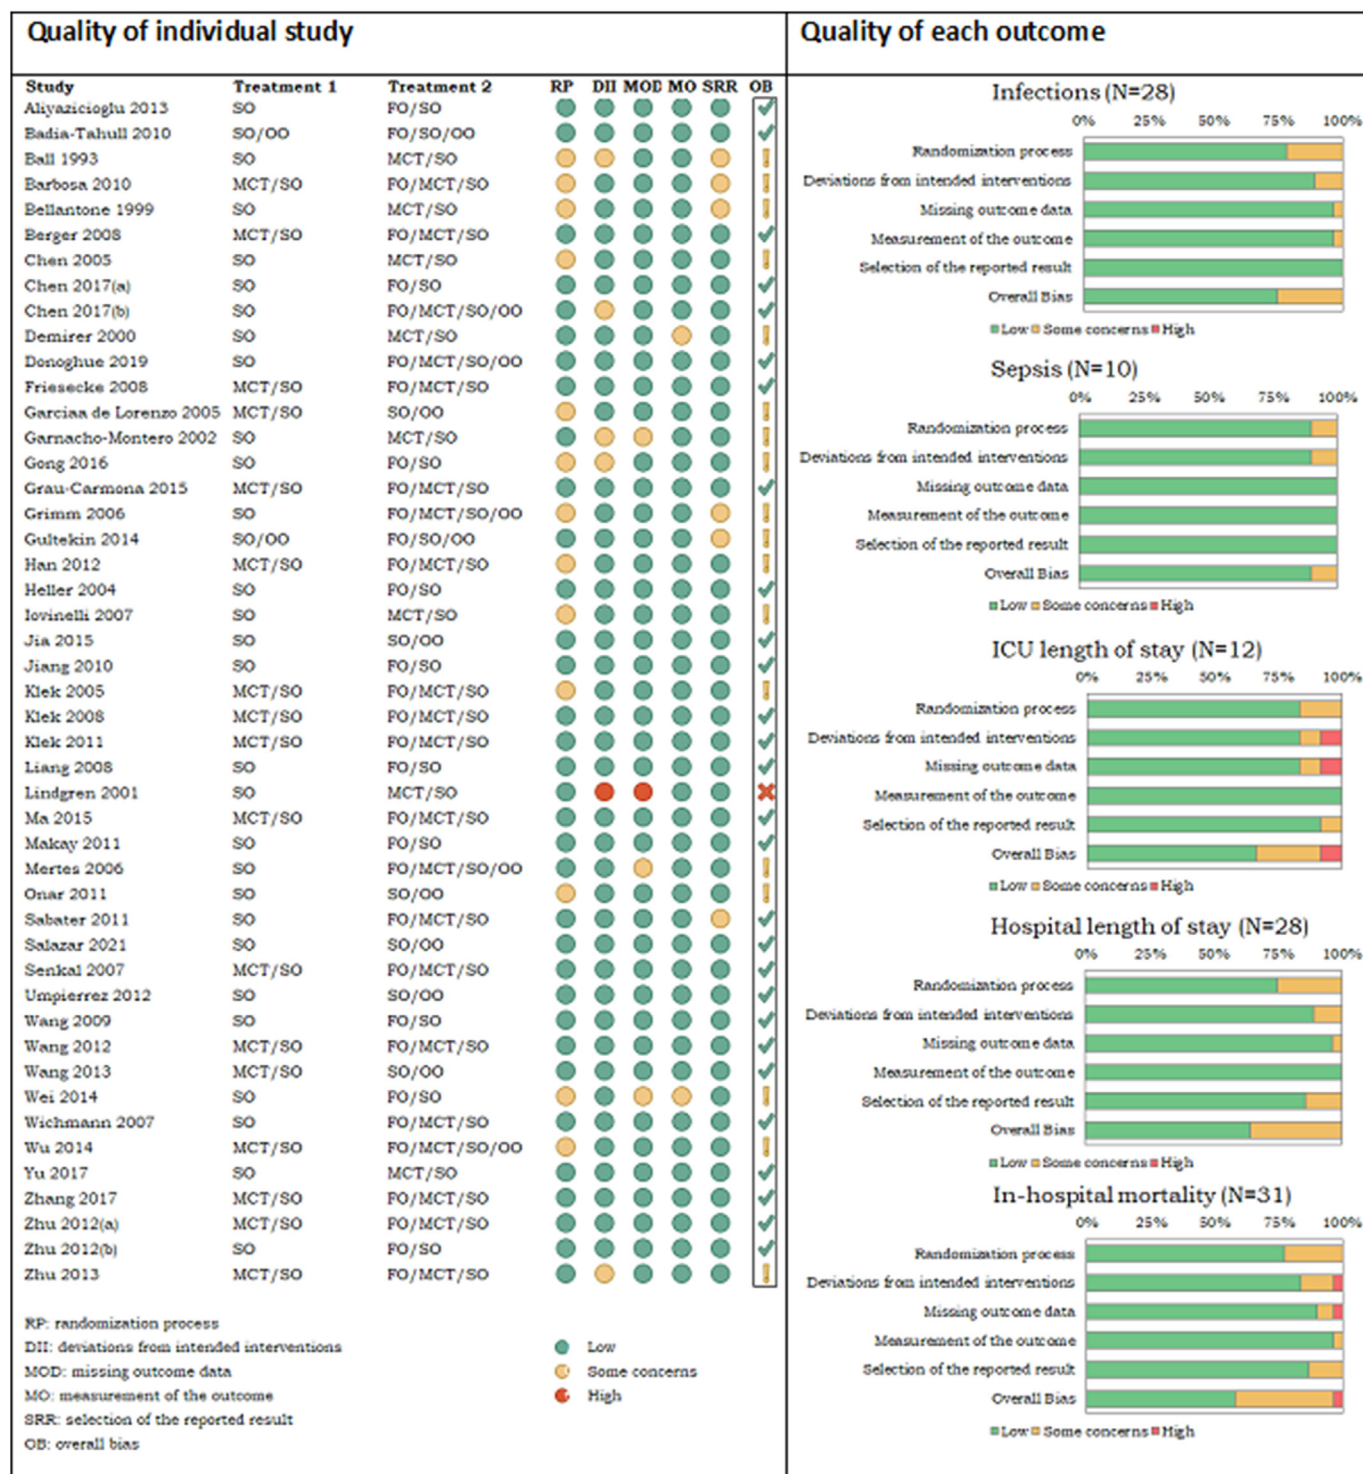 Quality of individual study
Study Treatment 1 Treatment 2 RP DII MOD MO SRR OB
Aliyazicioglu 2013 SO FO/SO
Badia-Tahull 2010 SO/OO FO/SO/OO
Ball 1993 SO MCT/SO
Barbosa 2010 MCT/SO FO/MCT/SO
Bellantone 1999 SO MCT/SO
Berger 2008 MCT/SO FO/MCT/SO
Chen 2005 SO MCT/SO
Chen 2017(a) SO FO/SO
Chen 2017(b) SO FO/MCT/SO/OO
Demirer 2000 SO MCT/SO
Donoghue 2019 SO FO/MCT/SO/OO
Friesecke 2008 MCT/SO FO/MCT/SO
Garciaa de Lorenzo 2005 MCT/SO SO/OO
Garnacho-Montero 2002 SO MCT/SO
Gong 2016 SO FO/SO
Grau-Carmona 2015 MCT/SO FO/MCT/SO
Grimm 2006 SO FO/MCT/SO/OO
Gultekin 2014 SO/OO FO/SO/OO
Han 2012 MCT/SO FO/MCT/SO
Heller 2004 SO FO/SO
Iovinelli 2007 SO MCT/SO
Jia 2015 SO SO/OO
Jiang 2010 SO FO/SO
Klek 2005 MCT/SO FO/MCT/SO
Klek 2008 MCT/SO FO/MCT/SO
Klek 2011 MCT/SO FO/MCT/SO
Liang 2008 SO FO/SO
Lindgren 2001 SO MCT/SO
Ma 2015 MCT/SO FO/MCT/SO
Makay 2011 SO FO/SO
Mertes 2006 SO FO/MCT/SO/OO
Onar 2011 SO SO/OO
Sabater 2011 SO FO/MCT/SO
Salazar 2021 SO SO/OO
Senkal 2007 MCT/SO FO/MCT/SO
Umpierrez 2012 SO SO/OO
Wang 2009 SO FO/SO
Wang 2012 MCT/SO FO/MCT/SO
Wang 2013 MCT/SO SO/OO
Wei 2014 SO FO/SO
Wichmann 2007 SO FO/MCT/SO
Wu 2014 MCT/SO FO/MCT/SO/OO
Yu 2017 SO MCT/SO
Zhang 2017 MCT/SO FO/MCT/SO
Zhu 2012(a) MCT/SO FO/MCT/SO
Zhu 2012(b) SO FO/SO
Zhu 2013 MCT/SO FO/MCT/SO
RP: randomization process
DII: deviations from intended interventions
MOD: missing outcome data
MO: measurement of the outcome
SRR: selection of the reported result
OB: overall bias
Low
Some concerns
High
Quality of each outcome
Infections (N=28)
0% 25% 50% 75% 100%
Randomization process
Deviations from intended interventions
Missing outcome data
Measurement of the outcome
Selection of the reported result
Overall Bias
Low Some concerns High
Sepsis (N=10)
0% 25% 50% 75% 100%
Randomization process
Deviations from intended interventions
Missing outcome data
Measurement of the outcome
Selection of the reported result
Overall Bias
Low Some concerns High
ICU length of stay (N=12)
0% 25% 50% 75% 100%
Randomization process
Deviations from intended interventions
Missing outcome data
Measurement of the outcome
Selection of the reported result
Overall Bias
Low Some concerns High
Hospital length of stay (N=28)
0% 25% 50% 75% 100%
Randomization process
Deviations from intended interventions
Missing outcome data
Measurement of the outcome
Selection of the reported result
Overall Bias
Low Some concerns High
In-hospital mortality (N=31)
0% 25% 50% 75% 100%
Randomization process
Deviations from intended interventions
Missing outcome data
Measurement of the outcome
Selection of the reported result
Overall Bias
Low Some concerns High